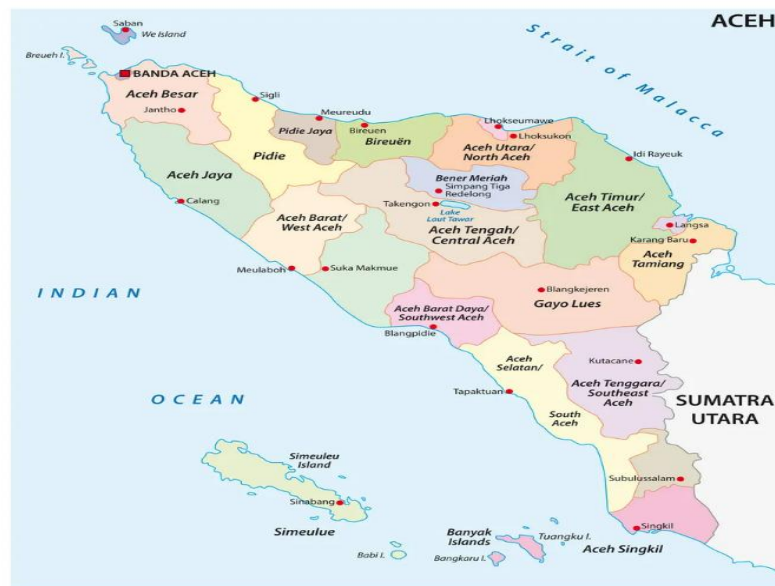 ACEH
Saban
We Island
Breueh I.
Strait of Malacca
BANDA ACEH
Aceh Besar
Jantho
Sigli
Meureudu
Pidie Jaya
Bireuen
Bireuën
Lhokseumawe
Lhoksukon
Aceh Utara/
North Aceh
Idi Rayeuk
Pidie
Aceh Jaya
Calang
Bener Meriah
Simpang Tiga
Redelong
Takengon
Lake
Laut Tawar
Aceh Timur/
East Aceh
Aceh Barat/
West Aceh
Aceh Tengah/
Central Aceh
Langsa
Karang Baru
Aceh
Tamiang
Meulaboh
Suka Makmue
Blangkejeren
Gayo Lues
INDIAN
OCEAN
Aceh Barat Daya/
Southwest Aceh
Blangpidie
Aceh
Selatan/
South
Aceh
Tapaktuan
Kutacane
Aceh Tenggara/
Southeast
Aceh
SUMATRA
UTARA
Simeuleu
Island
Sinabang
Simeulue
Babi I.
Subulussalam
Singkil
Aceh Singkil
Banyak
Islands
Tuangku I.
Bangkaru I.